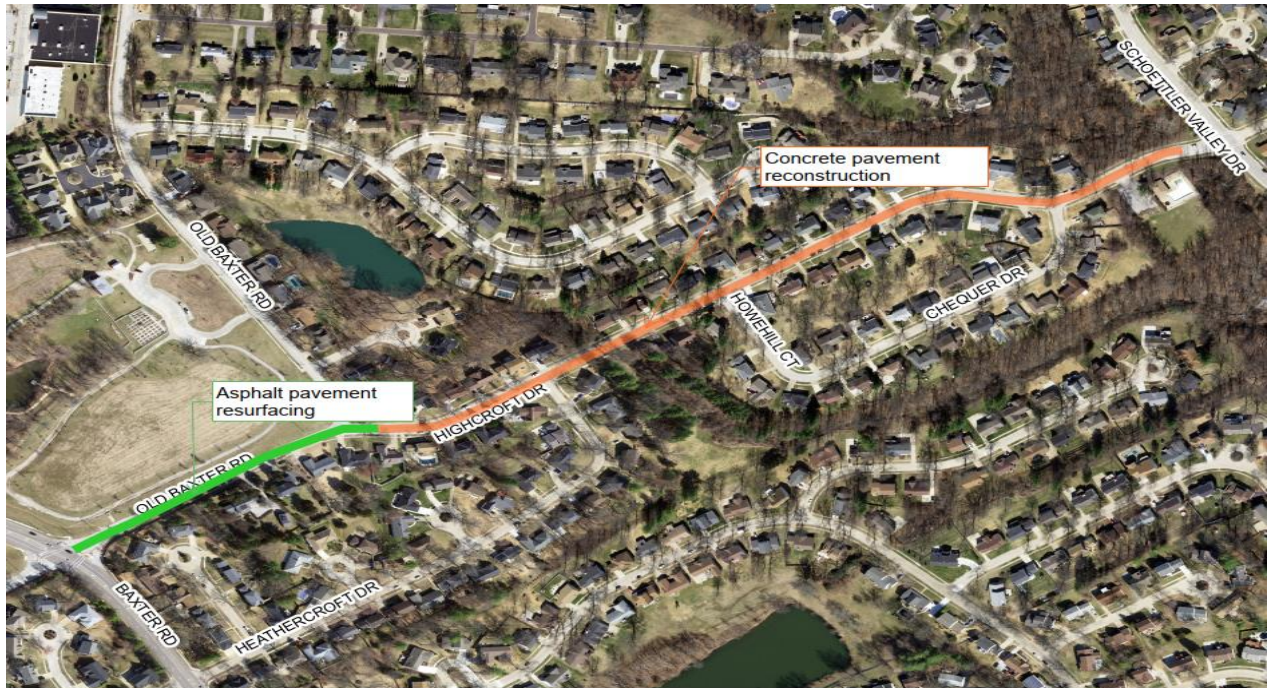 SCHOETTLER VALLEY DR
Concrete pavement
reconstruction
OLD BAXTER RD
CHEQUER DR
HOWEHILL CT
Asphalt pavement
resurfacing
HIGHCROFT DR
OLD BAXTER RD
BAXTER RD
HEATHERCROFT DR